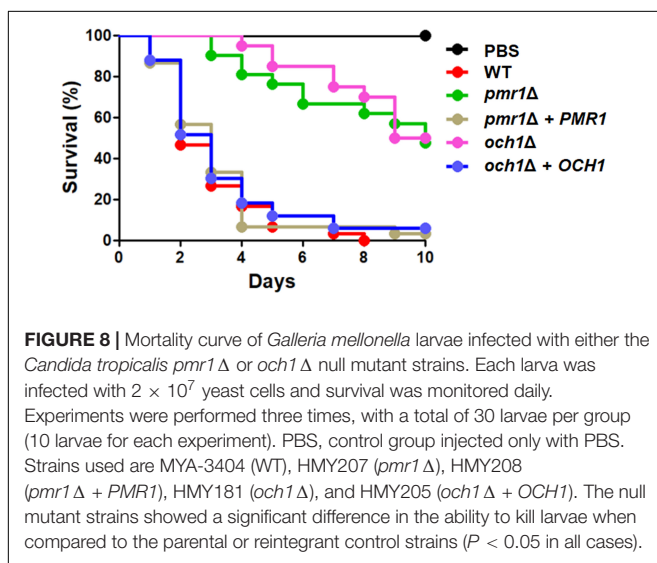 100
80
60
40
20
0
Survival (%)
0 2 4 6 8 10
Days
PBS
WT
pmr1Δ
pmr1Δ + PMR1
och1Δ
och1Δ + OCH1
FIGURE 8 | Mortality curve of Galleria mellonella larvae infected with either the
Candida tropicalis pmr1Δ or och1Δ null mutant strains. Each larva was
infected with 2 × 10⁷ yeast cells and survival was monitored daily.
Experiments were performed three times, with a total of 30 larvae per group
(10 larvae for each experiment). PBS, control group injected only with PBS.
Strains used are MYA-3404 (WT), HMY207 (pmr1Δ), HMY208
(pmr1Δ + PMR1), HMY181 (och1Δ), and HMY205 (och1Δ + OCH1). The null
mutant strains showed a significant difference in the ability to kill larvae when
compared to the parental or reintegrant control strains (P < 0.05 in all cases).